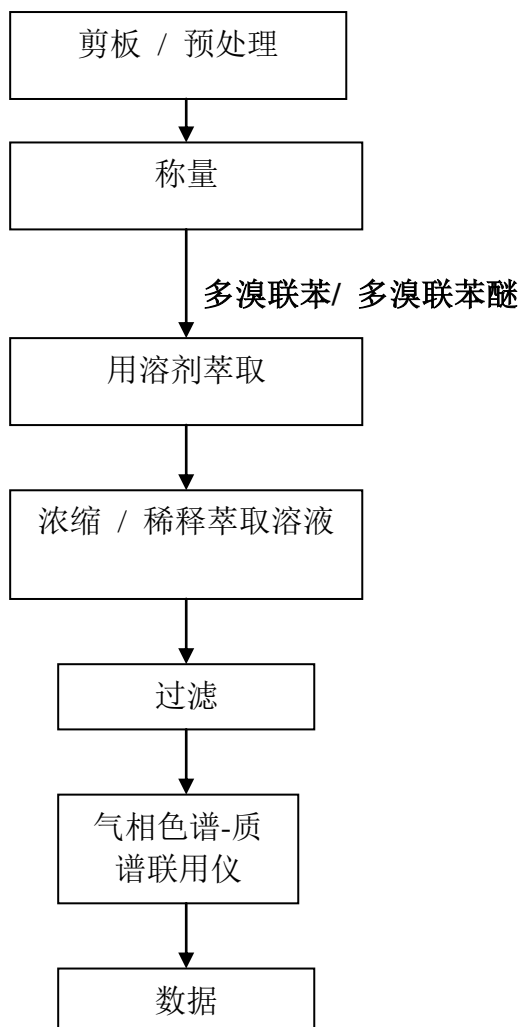 剪板 / 预处理
称量
多溴联苯/ 多溴联苯醚
用溶剂萃取
浓缩 / 稀释萃取溶液
过滤
气相色谱-质
谱联用仪
数据